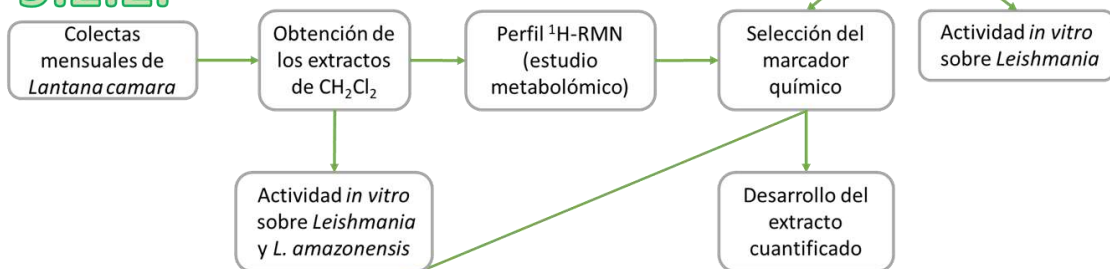 Colectas
mensuales de
Lantana camara
Obtención de
los extractos
de CH₂Cl₂
Perfil ¹H-RMN
(estudio
metabolómico)
Selección del
marcador
químico
Actividad in vitro
sobre Leishmania
Actividad in vitro
sobre Leishmania
y L. amazonensis
Desarrollo del
extracto
cuantificado